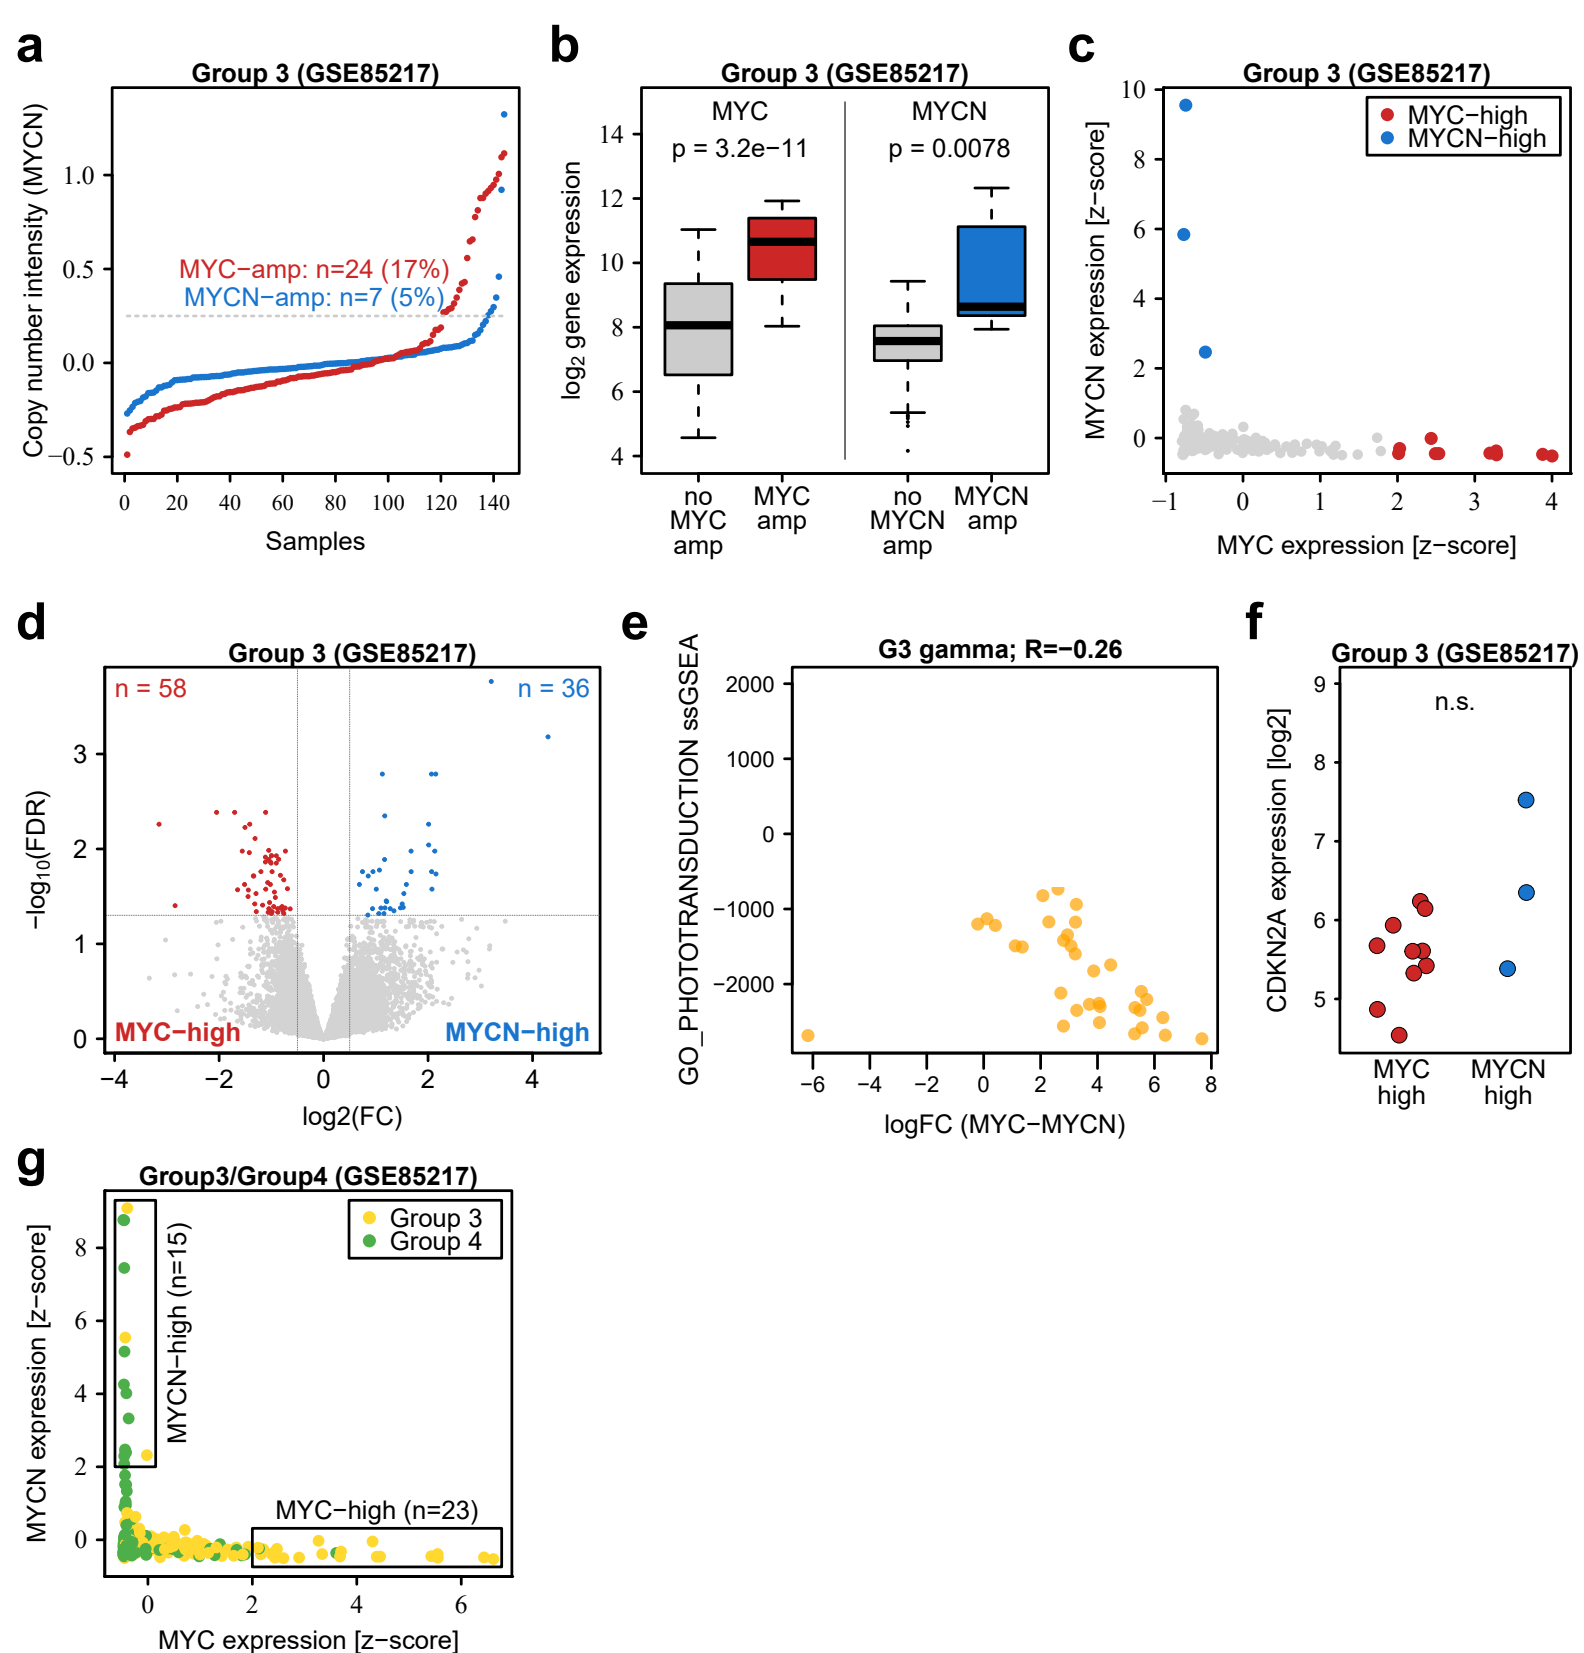 a
Group 3 (GSE85217)
Copy number intensity (MYCN)
1.0
0.5
0.0
−0.5
MYC−amp: n=24 (17%)
MYCN−amp: n=7 (5%)
0 20 40 60 80 100 120 140
Samples
b
Group 3 (GSE85217)
log2 gene expression
14
12
10
8
6
4
MYC MYCN
p = 3.2e−11 p = 0.0078
no MYC amp
MYC amp
no MYCN amp
MYCN amp
c
Group 3 (GSE85217)
MYCN expression [z−score]
10
8
6
4
2
0
MYC−high
MYCN−high
−1 0 1 2 3 4
MYC expression [z−score]
d
Group 3 (GSE85217)
−log10(FDR)
3
2
1
0
n = 58 n = 36
MYC−high MYCN−high
−4 −2 0 2 4
log2(FC)
e
G3 gamma; R=−0.26
GO_PHOTOTRANSDUCTION ssGSEA
2000
1000
0
−1000
−2000
−6 −4 −2 0 2 4 6 8
logFC (MYC−MYCN)
f
Group 3 (GSE85217)
CDKN2A expression [log2]
9
8
7
6
5
n.s.
MYC high
MYCN high
g
Group3/Group4 (GSE85217)
MYCN expression [z−score]
8
6
4
2
0
MYCN−high (n=15)
Group 3
Group 4
MYC−high (n=23)
0 2 4 6
MYC expression [z−score]